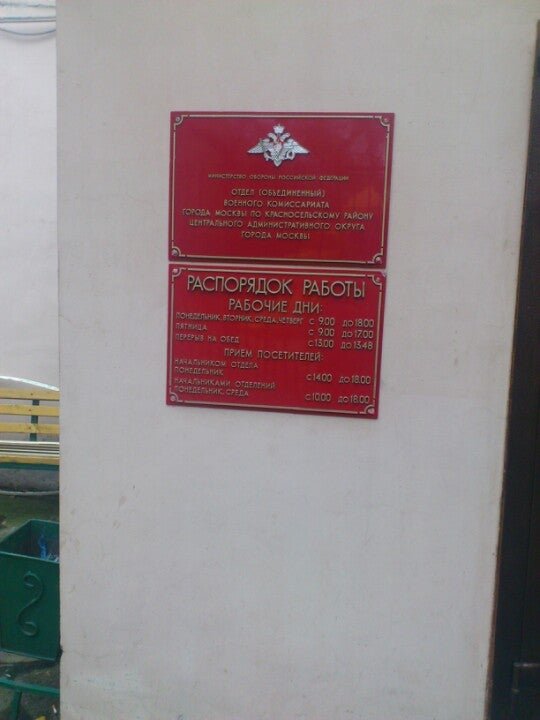 МИНИСТЕРСТВО ОБОРОНЫ РОССИЙСКОЙ ФЕДЕРАЦИИ
ОТДЕЛ (ОБЪЕДИНЕННЫЙ)
ВОЕННОГО КОМИССАРИАТА
ГОРОДА МОСКВЫ ПО КРАСНОСЕЛЬСКОМУ РАЙОНУ
ЦЕНТРАЛЬНОГО АДМИНИСТРАТИВНОГО ОКРУГА
ГОРОДА МОСКВЫ
РАСПОРЯДОК РАБОТЫ
РАБОЧИЕ ДНИ:
ПОНЕДЕЛЬНИК, ВТОРНИК, СРЕДА, ЧЕТВЕРГ С 9.00 ДО 18.00
ПЯТНИЦА С 9.00 ДО 17.00
ПЕРЕРЫВ НА ОБЕД С 13.00 ДО 13.48
ПРИЕМ ПОСЕТИТЕЛЕЙ:
НАЧАЛЬНИКОМ ОТДЕЛА
ПОНЕДЕЛЬНИК С 14.00 ДО 18.00
НАЧАЛЬНИКАМИ ОТДЕЛЕНИЙ
ПОНЕДЕЛЬНИК, СРЕДА С 10.00 ДО 18.00